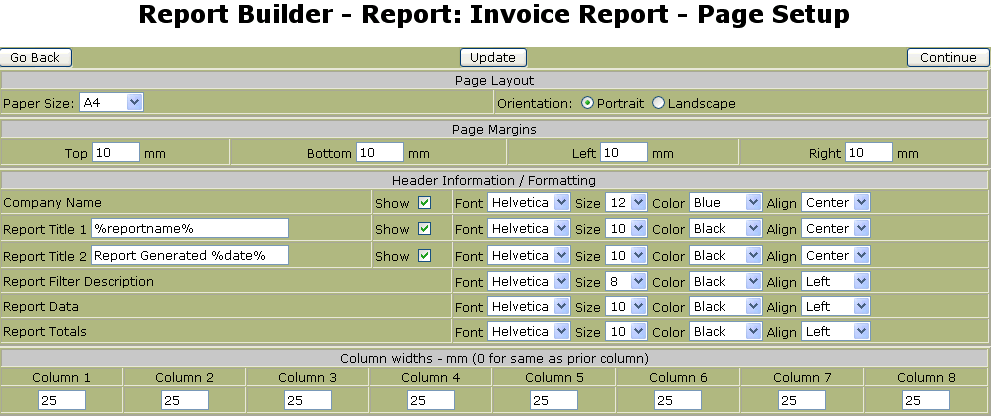 Report Builder - Report: Invoice Report - Page Setup
Go Back Update Continue
Page Layout
Paper Size: A4 Orientation: Portrait Landscape
Page Margins
Top 10 mm Bottom 10 mm Left 10 mm Right 10 mm
Header Information / Formatting
Company Name Show Font Helvetica Size 12 Color Blue Align Center
Report Title 1 %reportname% Show Font Helvetica Size 10 Color Black Align Center
Report Title 2 Report Generated %date% Show Font Helvetica Size 10 Color Black Align Center
Report Filter Description Font Helvetica Size 8 Color Black Align Left
Report Data Font Helvetica Size 10 Color Black Align Left
Report Totals Font Helvetica Size 10 Color Black Align Left
Column widths - mm (0 for same as prior column)
Column 1 Column 2 Column 3 Column 4 Column 5 Column 6 Column 7 Column 8
25 25 25 25 25 25 25 25